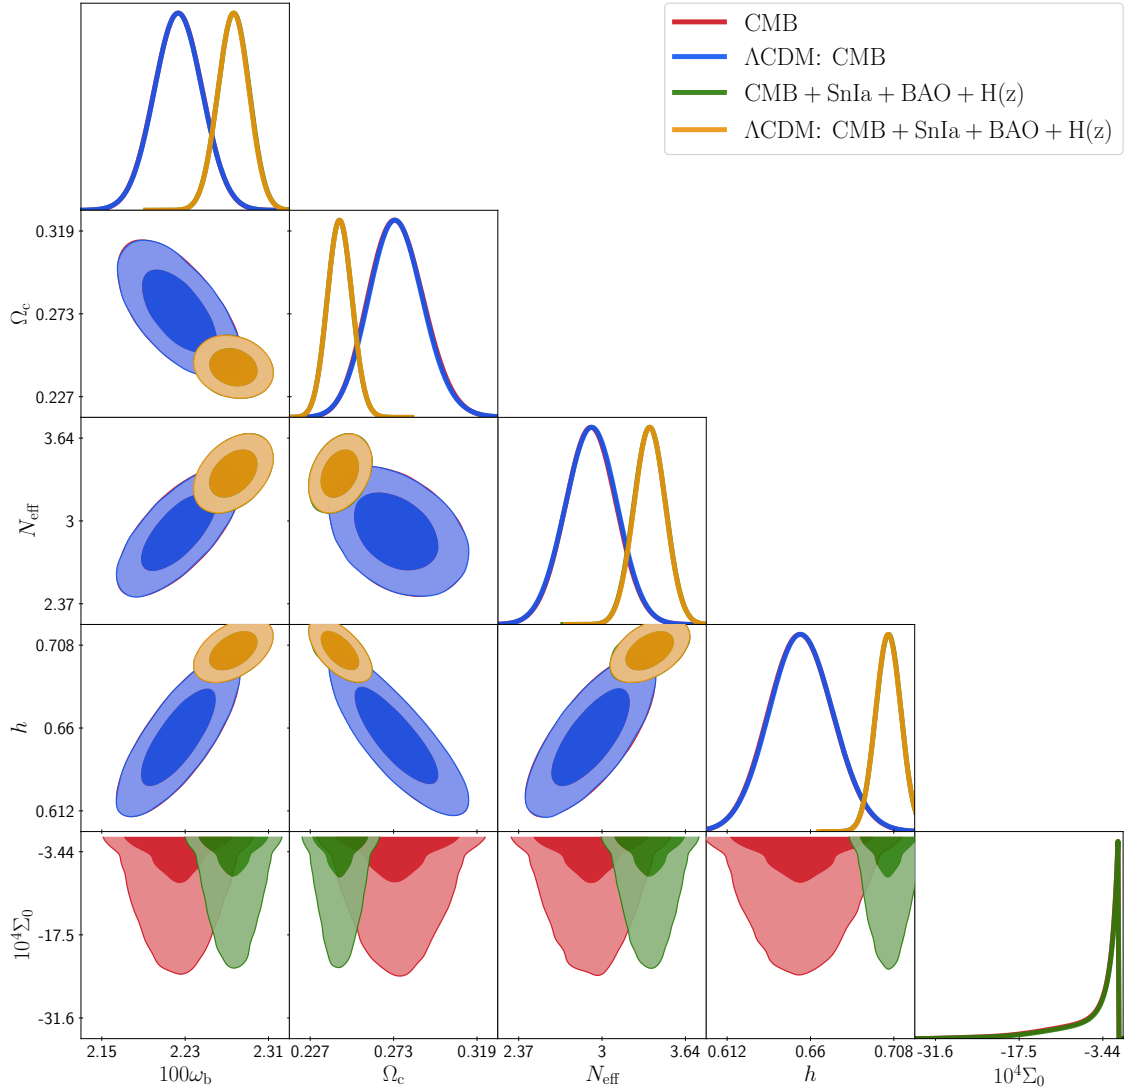 CMB
ΛCDM: CMB
CMB + SnIa + BAO + H(z)
ΛCDM: CMB + SnIa + BAO + H(z)
0.319
0.273
0.227
Ω_c
3.64
3
2.37
N_eff
0.708
0.66
0.612
h
-3.44
-17.5
-31.6
10⁴Σ₀
2.15 2.23 2.31 0.227 0.273 0.319 2.37 3 3.64 0.612 0.66 0.708 -31.6 -17.5 -3.44
100ω_b Ω_c N_eff h 10⁴Σ₀